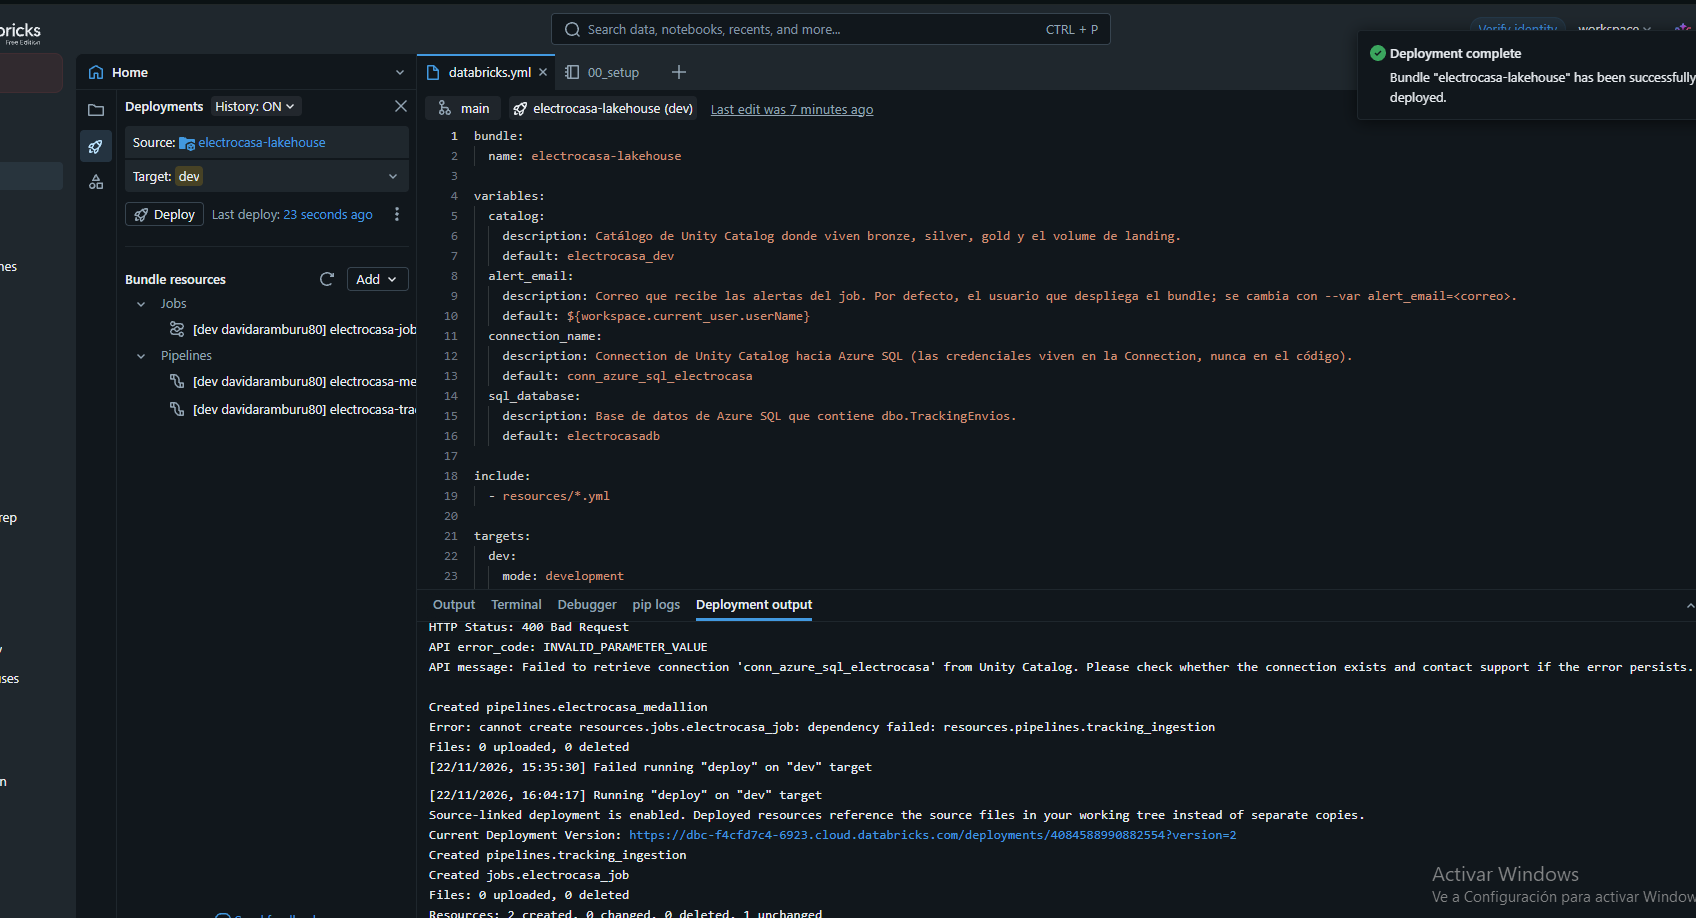 bricks
Free Edition
Search data, notebooks, recents, and more...
CTRL + P
Verify identity
workspace
Deployment complete
Bundle "electrocasa-lakehouse" has been successfully
deployed.
Home
databricks.yml
00_setup
Deployments
History: ON
main
electrocasa-lakehouse (dev)
Last edit was 7 minutes ago
Source: electrocasa-lakehouse
Target: dev
Deploy
Last deploy: 23 seconds ago
Bundle resources
Add
Jobs
[dev davidaramburu80] electrocasa-job
Pipelines
[dev davidaramburu80] electrocasa-me
[dev davidaramburu80] electrocasa-tra
nes
rep
y
ses
n
1 bundle:
2 name: electrocasa-lakehouse
3
4 variables:
5 catalog:
6 description: Catálogo de Unity Catalog donde viven bronze, silver, gold y el volume de landing.
7 default: electrocasa_dev
8 alert_email:
9 description: Correo que recibe las alertas del job. Por defecto, el usuario que despliega el bundle; se cambia con --var alert_email=<correo>.
10 default: ${workspace.current_user.userName}
11 connection_name:
12 description: Connection de Unity Catalog hacia Azure SQL (las credenciales viven en la Connection, nunca en el código).
13 default: conn_azure_sql_electrocasa
14 sql_database:
15 description: Base de datos de Azure SQL que contiene dbo.TrackingEnvios.
16 default: electrocasadb
17
18 include:
19 - resources/*.yml
20
21 targets:
22 dev:
23 mode: development
Output
Terminal
Debugger
pip logs
Deployment output
HTTP Status: 400 Bad Request
API error_code: INVALID_PARAMETER_VALUE
API message: Failed to retrieve connection 'conn_azure_sql_electrocasa' from Unity Catalog. Please check whether the connection exists and contact support if the error persists.
Created pipelines.electrocasa_medallion
Error: cannot create resources.jobs.electrocasa_job: dependency failed: resources.pipelines.tracking_ingestion
Files: 0 uploaded, 0 deleted
[22/11/2026, 15:35:30] Failed running "deploy" on "dev" target
[22/11/2026, 16:04:17] Running "deploy" on "dev" target
Source-linked deployment is enabled. Deployed resources reference the source files in your working tree instead of separate copies.
Current Deployment Version: https://dbc-f4cfd7c4-6923.cloud.databricks.com/deployments/4084588990882554?version=2
Created pipelines.tracking_ingestion
Created jobs.electrocasa_job
Files: 0 uploaded, 0 deleted
Resources: 2 created, 0 changed, 0 deleted, 1 unchanged
Send feedback
Activar Windows
Ve a Configuración para activar Window